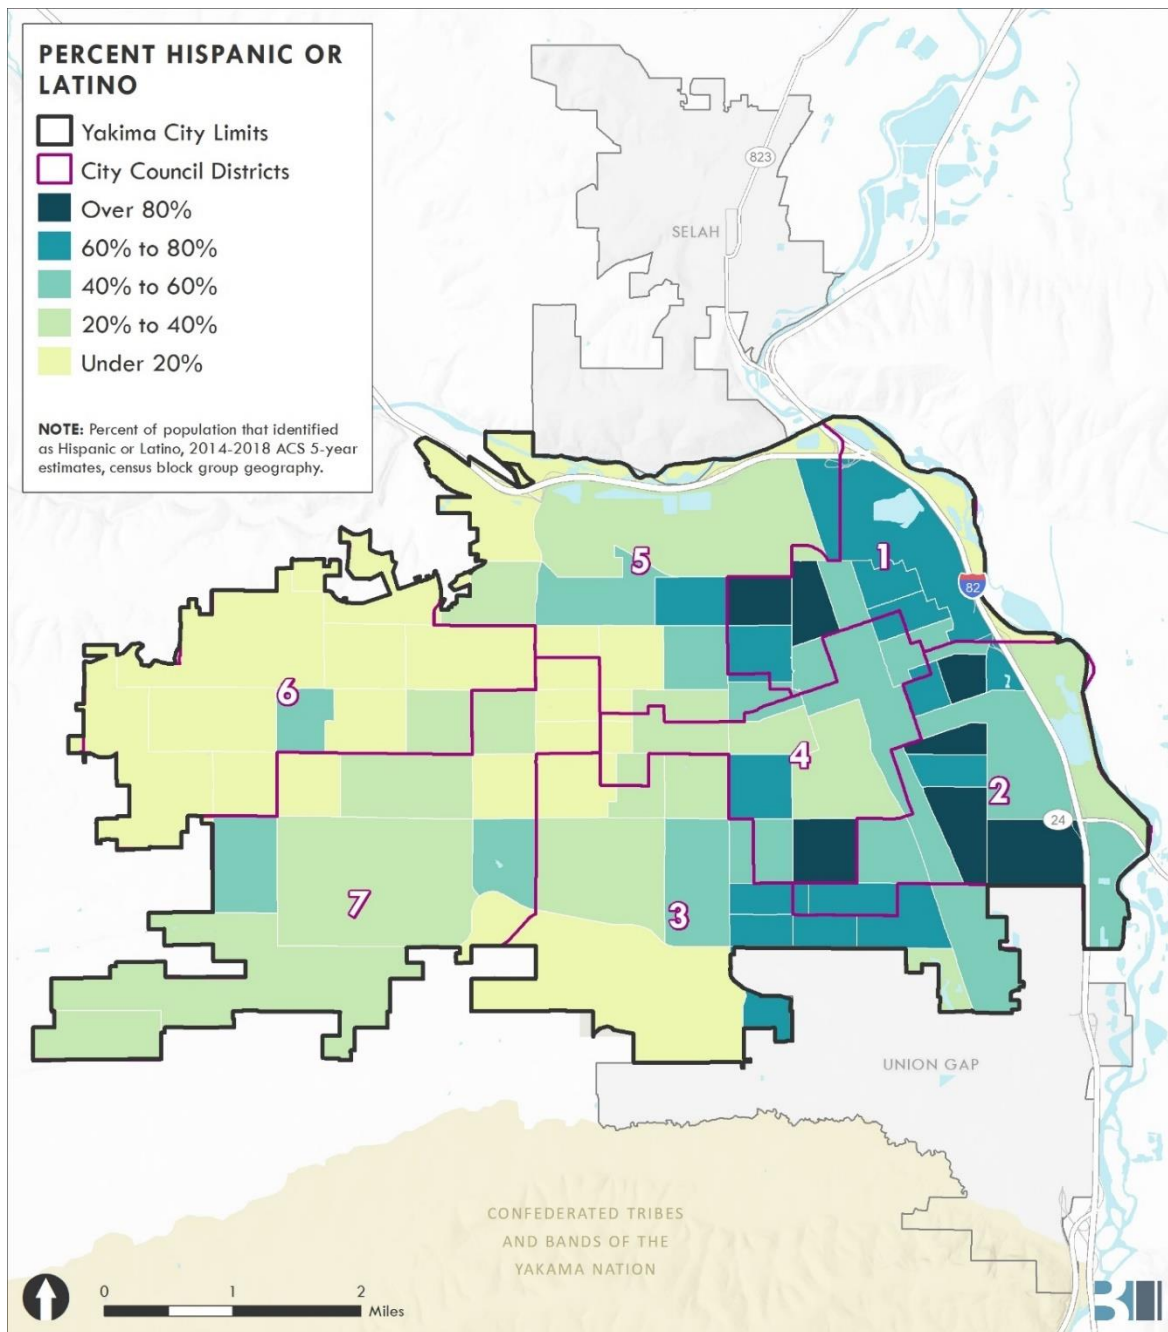 PERCENT HISPANIC OR
LATINO
Yakima City Limits
City Council Districts
Over 80%
60% to 80%
40% to 60%
20% to 40%
Under 20%
NOTE: Percent of population that identified
as Hispanic or Latino, 2014-2018 ACS 5-year
estimates, census block group geography.
823
SELAH
5
1
82
6
4
2
24
7
3
UNION GAP
CONFEDERATED TRIBES
AND BANDS OF THE
YAKAMA NATION
0 1 2
Miles